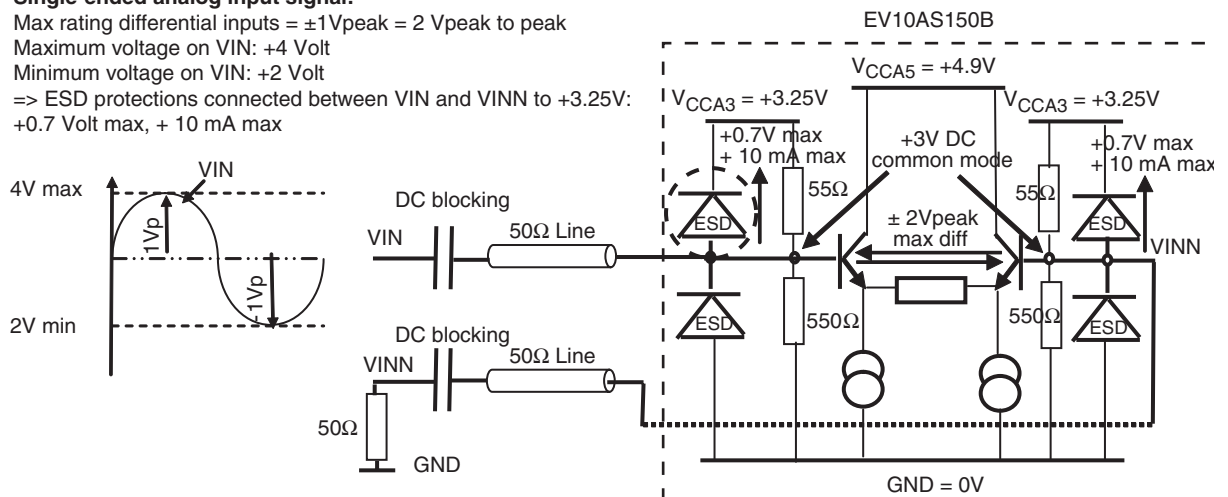 Single-ended analog input signal:
Max rating differential inputs = ±1Vpeak = 2 Vpeak to peak
Maximum voltage on VIN: +4 Volt
Minimum voltage on VIN: +2 Volt
=> ESD protections connected between VIN and VINN to +3.25V:
+0.7 Volt max, + 10 mA max
EV10AS150B
VCCA5 = +4.9V
VCCA3 = +3.25V
VCCA3 = +3.25V
+0.7V max
+ 10 mA max
+3V DC
common mode
+0.7V max
+ 10 mA max
VIN
4V max
1Vp
-1Vp
2V min
DC blocking
VIN
50Ω Line
ESD
55Ω
± 2Vpeak
max diff
55Ω
ESD
VINN
ESD
550Ω
550Ω
ESD
DC blocking
VINN
50Ω Line
50Ω
GND
GND = 0V